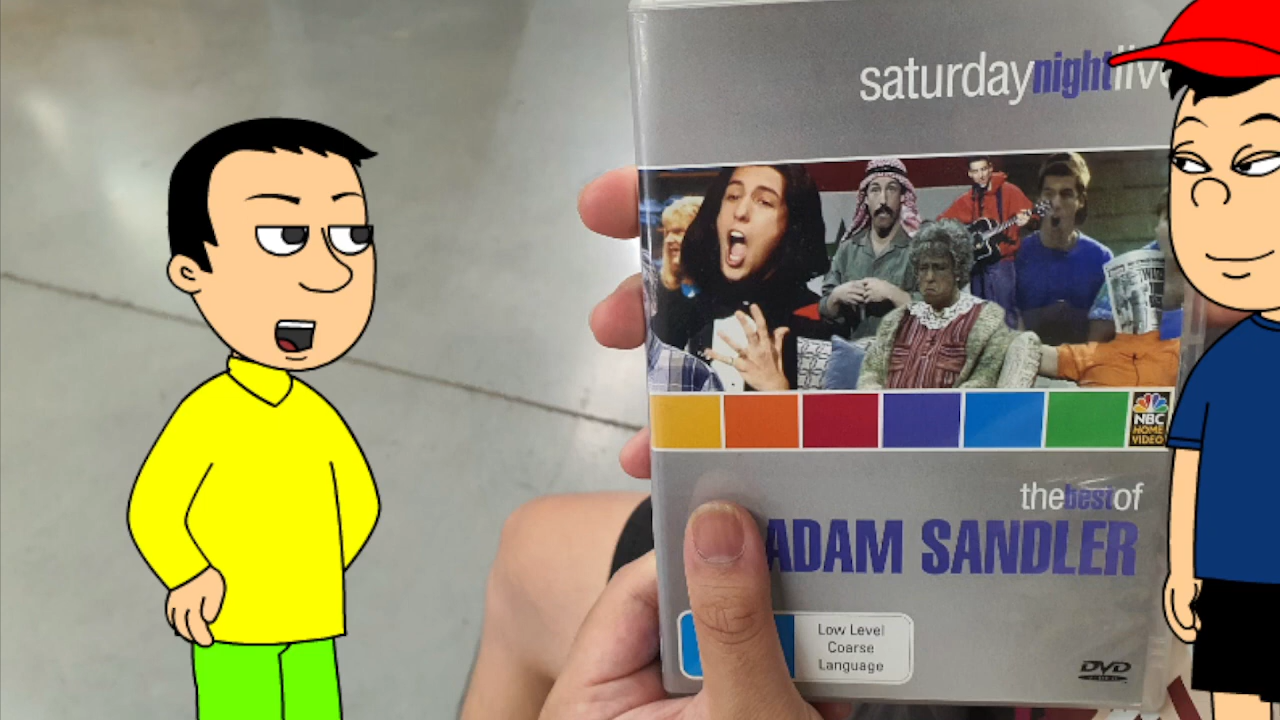 saturdaynightlive
NBC
HOME
VIDEO
thebestof
ADAM SANDLER
Low Level
Coarse
Language
DVD